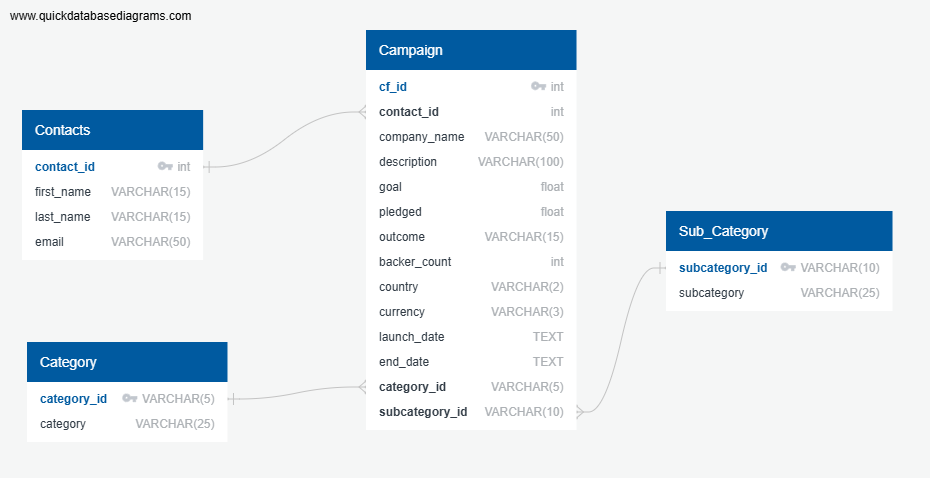 www.quickdatabasediagrams.com
Campaign
cf_id int
contact_id int
company_name VARCHAR(50)
description VARCHAR(100)
goal float
pledged float
outcome VARCHAR(15)
backer_count int
country VARCHAR(2)
currency VARCHAR(3)
launch_date TEXT
end_date TEXT
category_id VARCHAR(5)
subcategory_id VARCHAR(10)
Contacts
contact_id int
first_name VARCHAR(15)
last_name VARCHAR(15)
email VARCHAR(50)
Sub_Category
subcategory_id VARCHAR(10)
subcategory VARCHAR(25)
Category
category_id VARCHAR(5)
category VARCHAR(25)